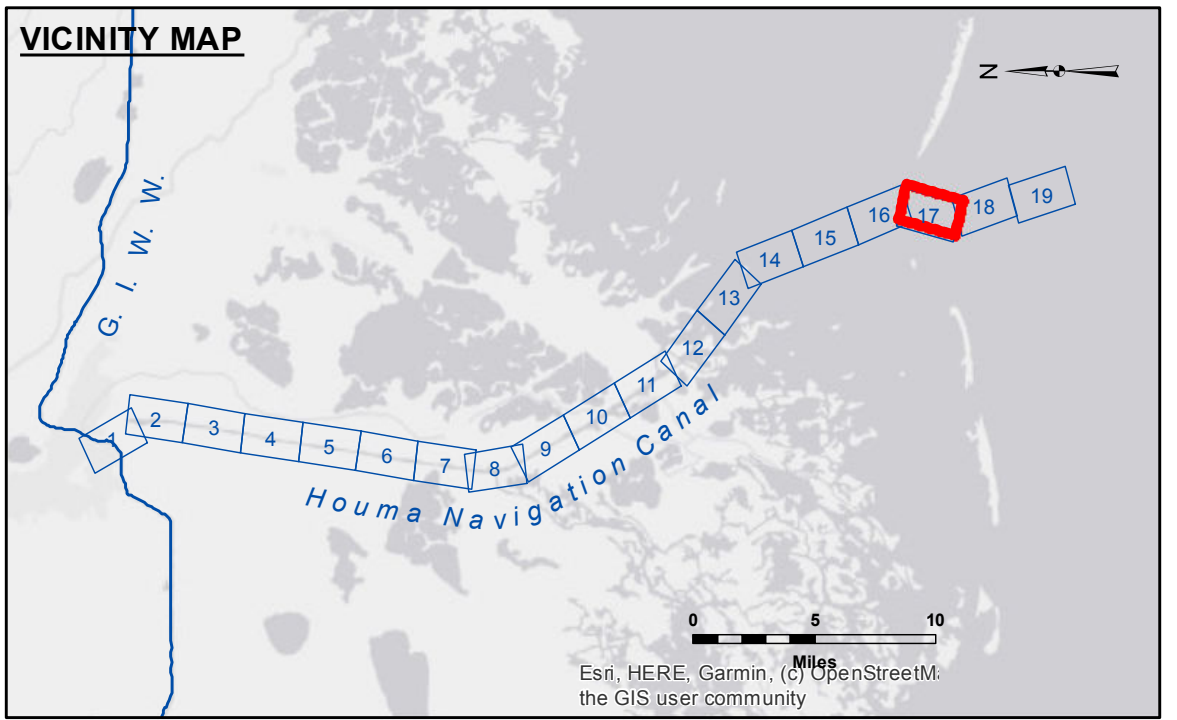 VICINITY MAP
N
G. I. W. W.
1
2
3
4
5
6
7
8
9
10
11
12
13
14
15
16
17
18
19
Houma Navigation Canal
0 5 10
Miles
Esri, HERE, Garmin, (c) OpenStreetM
the GIS user community